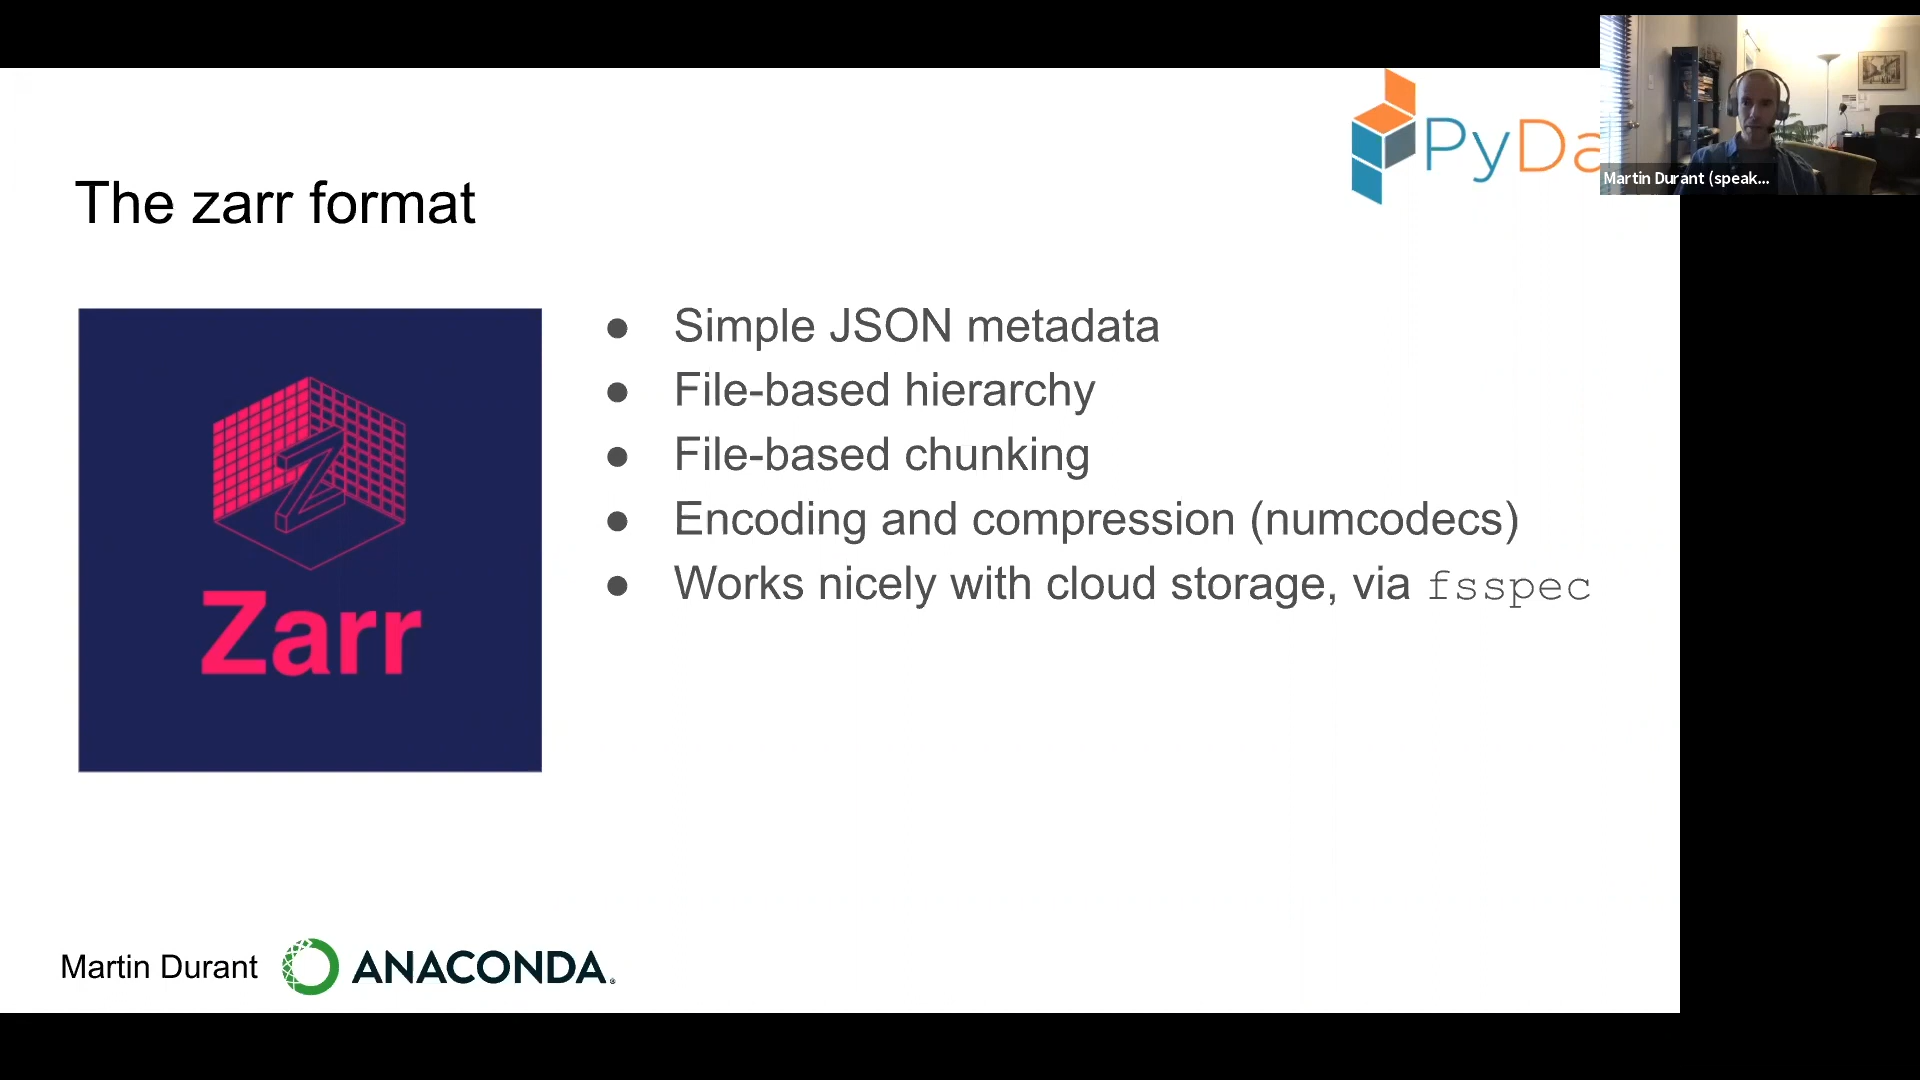 PyDa
Martin Durant (speak...
The zarr format
Zarr
● Simple JSON metadata
● File-based hierarchy
● File-based chunking
● Encoding and compression (numcodecs)
● Works nicely with cloud storage, via fsspec
Martin Durant ANACONDA®